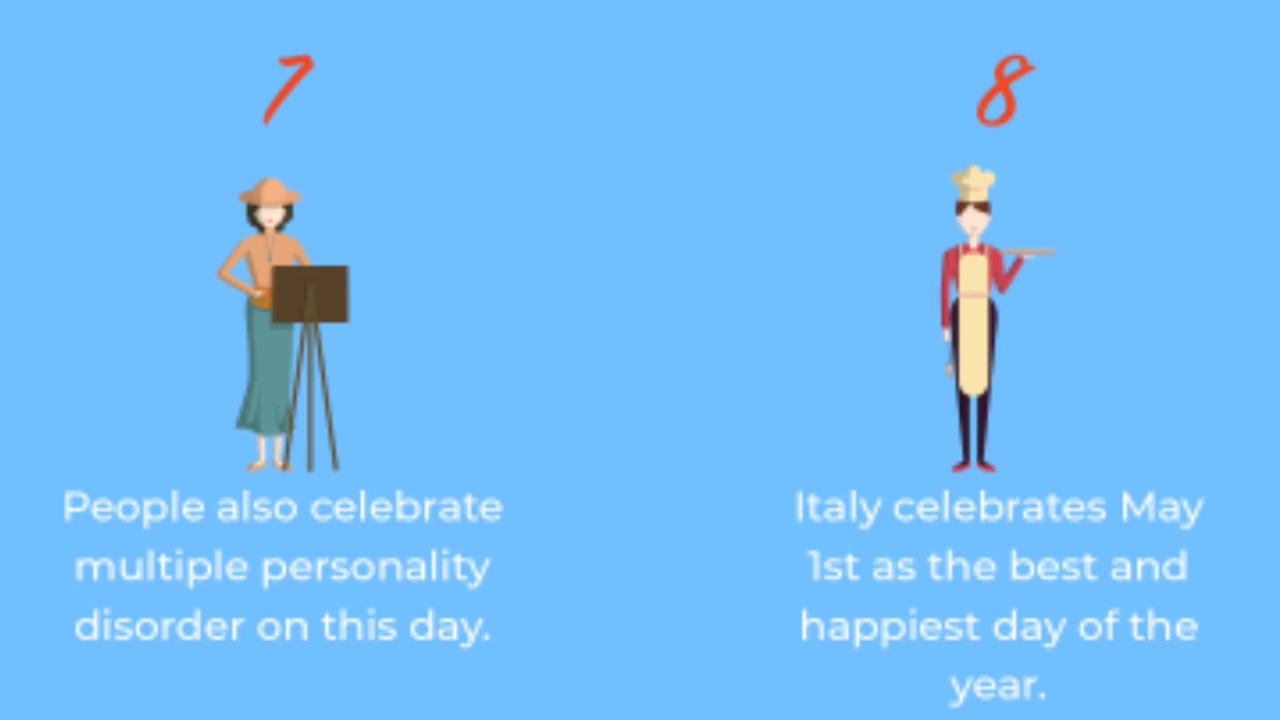 7
People also celebrate
multiple personality
disorder on this day.
8
Italy celebrates May
1st as the best and
happiest day of the
year.